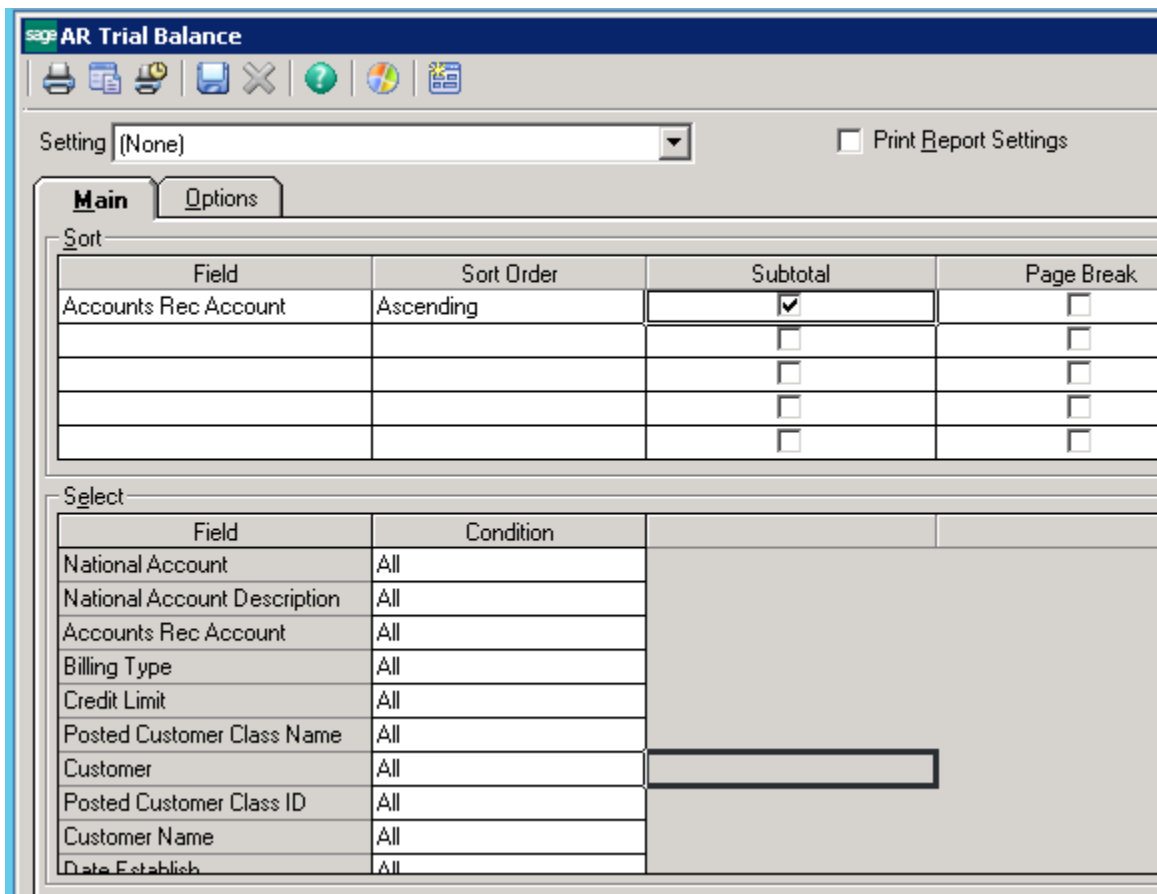 sage AR Trial Balance
Setting (None) Print Report Settings
Main Options
Sort
Field Sort Order Subtotal Page Break
Accounts Rec Account Ascending
Select
Field Condition
National Account All
National Account Description All
Accounts Rec Account All
Billing Type All
Credit Limit All
Posted Customer Class Name All
Customer All
Posted Customer Class ID All
Customer Name All
Date Establish All